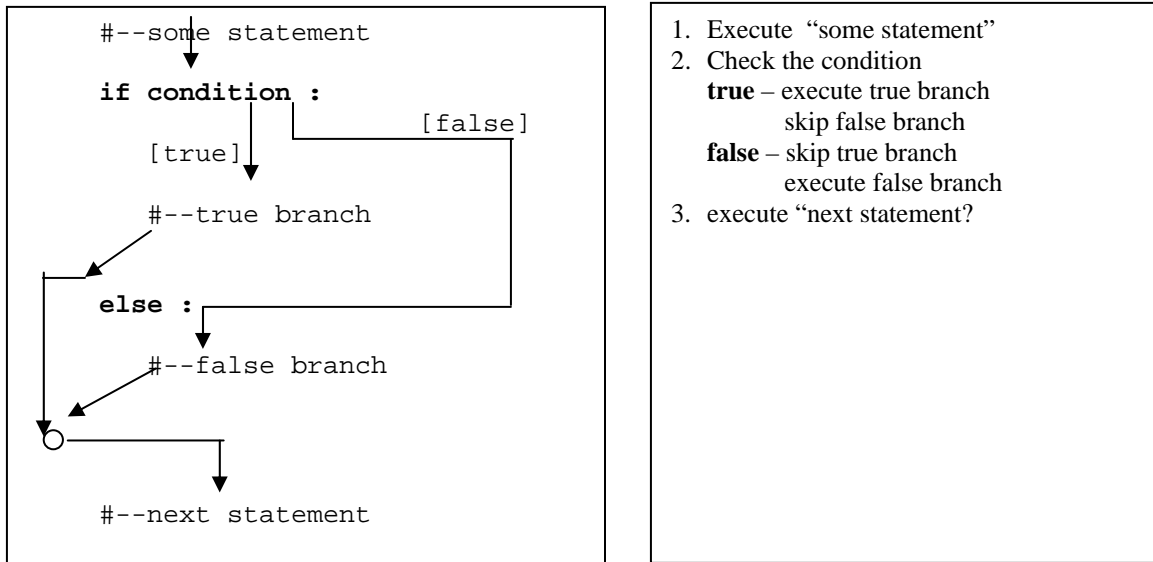 #--some statement
if condition :
[false]
[true]
#--true branch
else :
#--false branch
#--next statement
1. Execute “some statement”
2. Check the condition
true – execute true branch
skip false branch
false – skip true branch
execute false branch
3. execute “next statement?